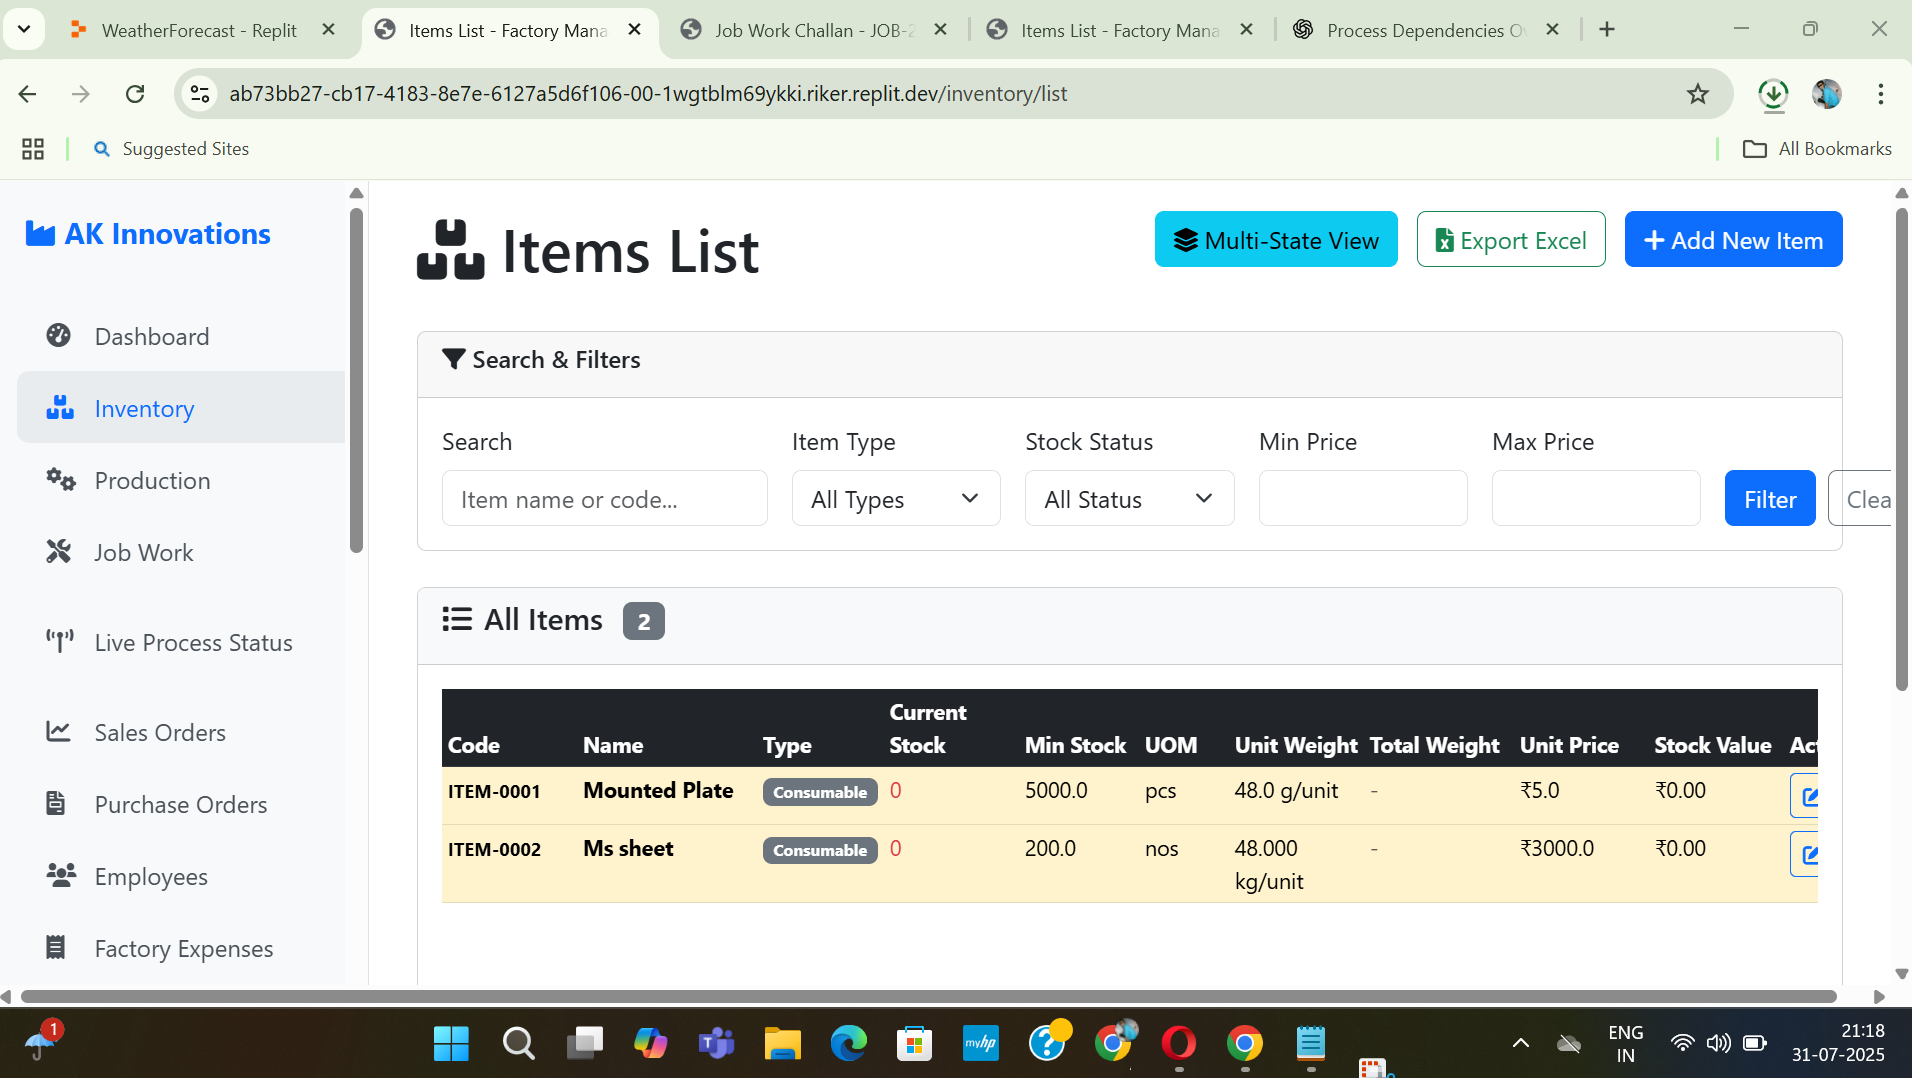 WeatherForecast - Replit
Items List - Factory Mana
Job Work Challan - JOB-2
Items List - Factory Mana
Process Dependencies Ov
ab73bb27-cb17-4183-8e7e-6127a5d6f106-00-1wgtblm69ykki.riker.replit.dev/inventory/list
Suggested Sites
All Bookmarks
AK Innovations
Dashboard
Inventory
Production
Job Work
Live Process Status
Sales Orders
Purchase Orders
Employees
Factory Expenses
Items List
Multi-State View
Export Excel
+ Add New Item
Search & Filters
Search
Item Type
Stock Status
Min Price
Max Price
Item name or code...
All Types
All Status
Filter
Clea
All Items 2
Code Name Type Current Stock Min Stock UOM Unit Weight Total Weight Unit Price Stock Value Act
ITEM-0001 Mounted Plate Consumable 0 5000.0 pcs 48.0 g/unit - ₹5.0 ₹0.00
ITEM-0002 Ms sheet Consumable 0 200.0 nos 48.000 kg/unit - ₹3000.0 ₹0.00
1
myhp
ENG
IN
21:18
31-07-2025